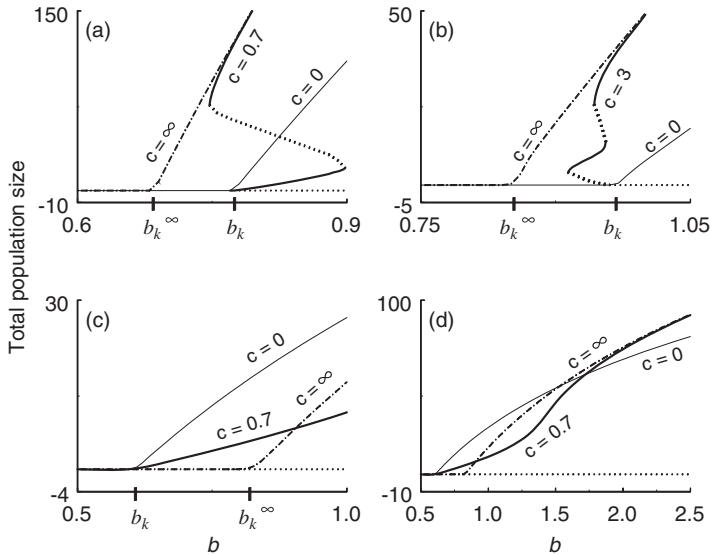 Total population size
150
(a)
c = 0.7
c = 0
c = ∞
-10
0.6
0.9
b_k^∞
b_k
50
(b)
c = 3
c = ∞
c = 0
-5
0.75
1.05
b_k^∞
b_k
30
(c)
c = 0
c = ∞
c = 0.7
-4
0.5
1.0
b_k
b_k^∞
b
100
(d)
c = ∞
c = 0
c = 0.7
-10
0.5
1.0
1.5
2.0
2.5
b